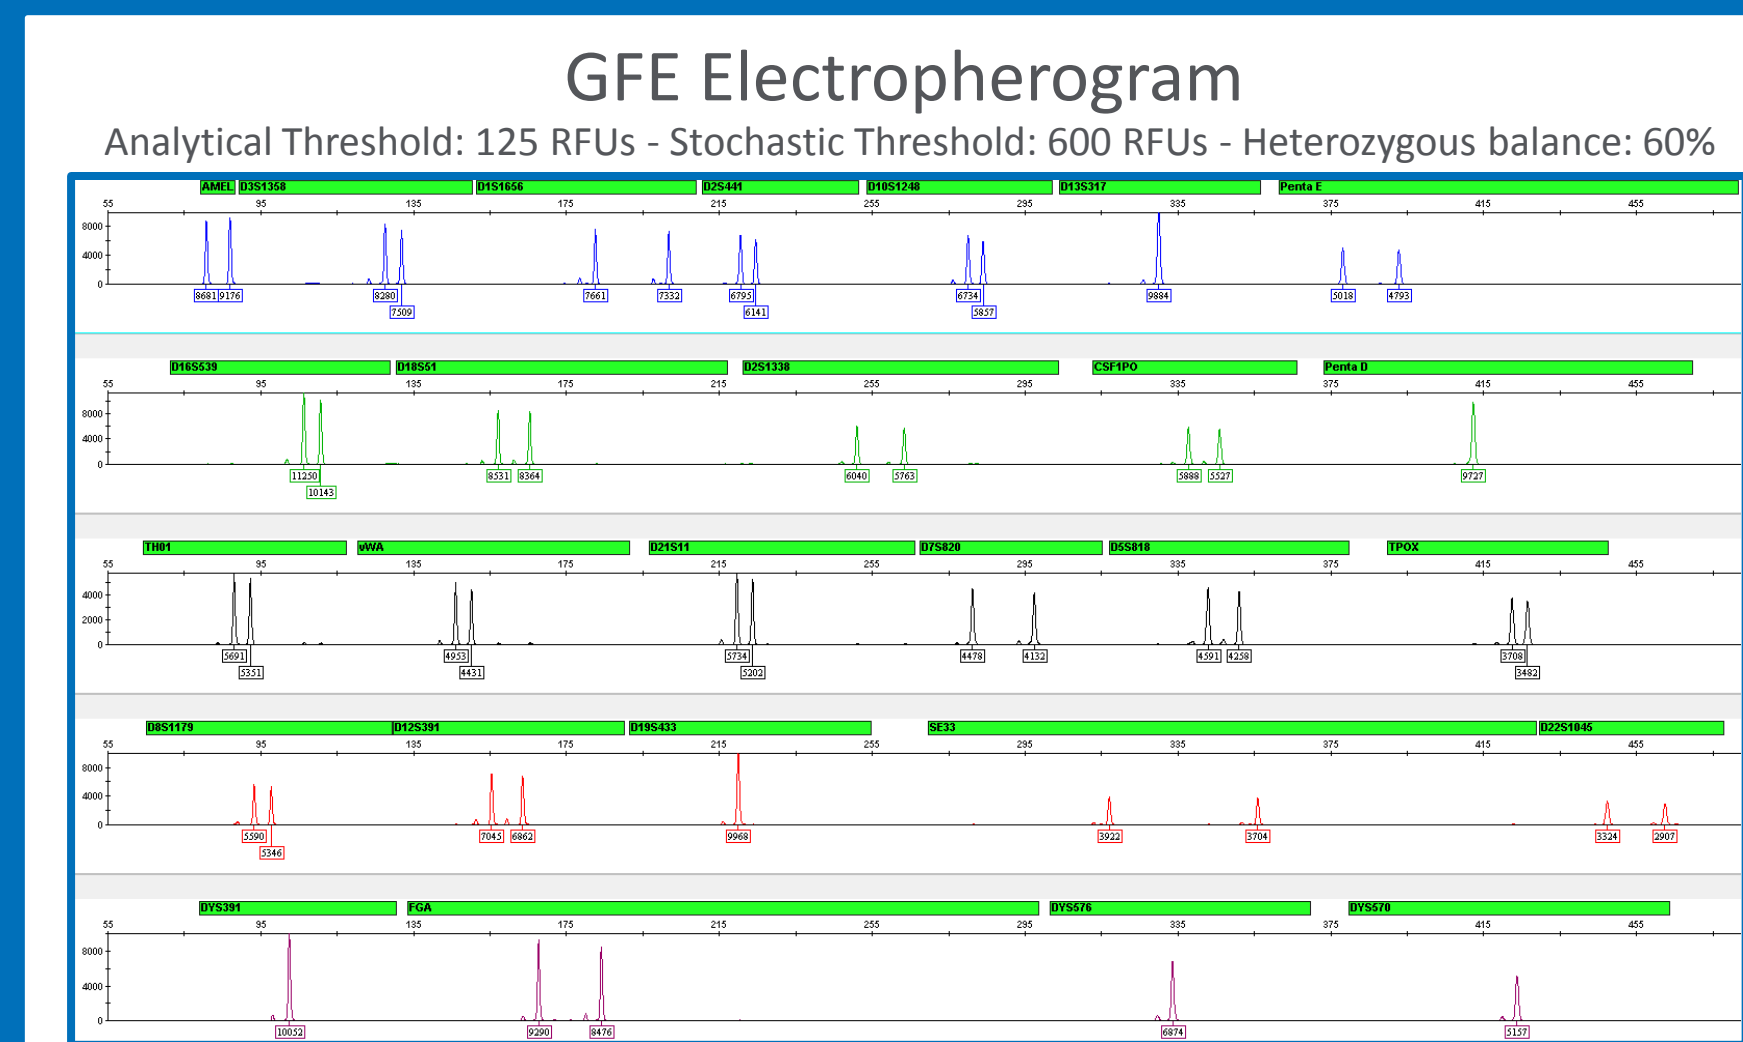 GFE Electropherogram
Analytical Threshold: 125 RFUs - Stochastic Threshold: 600 RFUs - Heterozygous balance: 60%
AMEL D3S1358 D1S1656 D2S441 D10S1248 D13S317 Penta E
55 95 135 175 215 255 295 335 375 415 455
8000
4000
0
8681 9176 8280 7661 7332 6795 6734 9884 5018 4793
7509 6141 5857
D16S539 D18S51 D2S1338 CSF1PO Penta D
55 95 135 175 215 255 295 335 375 415 455
8000
4000
0
11250 8531 8364 6040 5763 5888 5527 9727
10143
TH01 vWA D21S11 D7S820 D5S818 TPOX
55 95 135 175 215 255 295 335 375 415 455
4000
2000
0
5691 4953 5734 4478 4132 4591 4258 3708
5351 4431 5202 3482
D8S1179 D12S391 D19S433 SE33 D22S1045
55 95 135 175 215 255 295 335 375 415 455
8000
4000
0
5590 7045 6862 9968 3922 3704 3324 2907
5346
DYS391 FGA DYS576 DYS570
55 95 135 175 215 255 295 335 375 415 455
8000
4000
0
10052 9290 8476 6874 5157